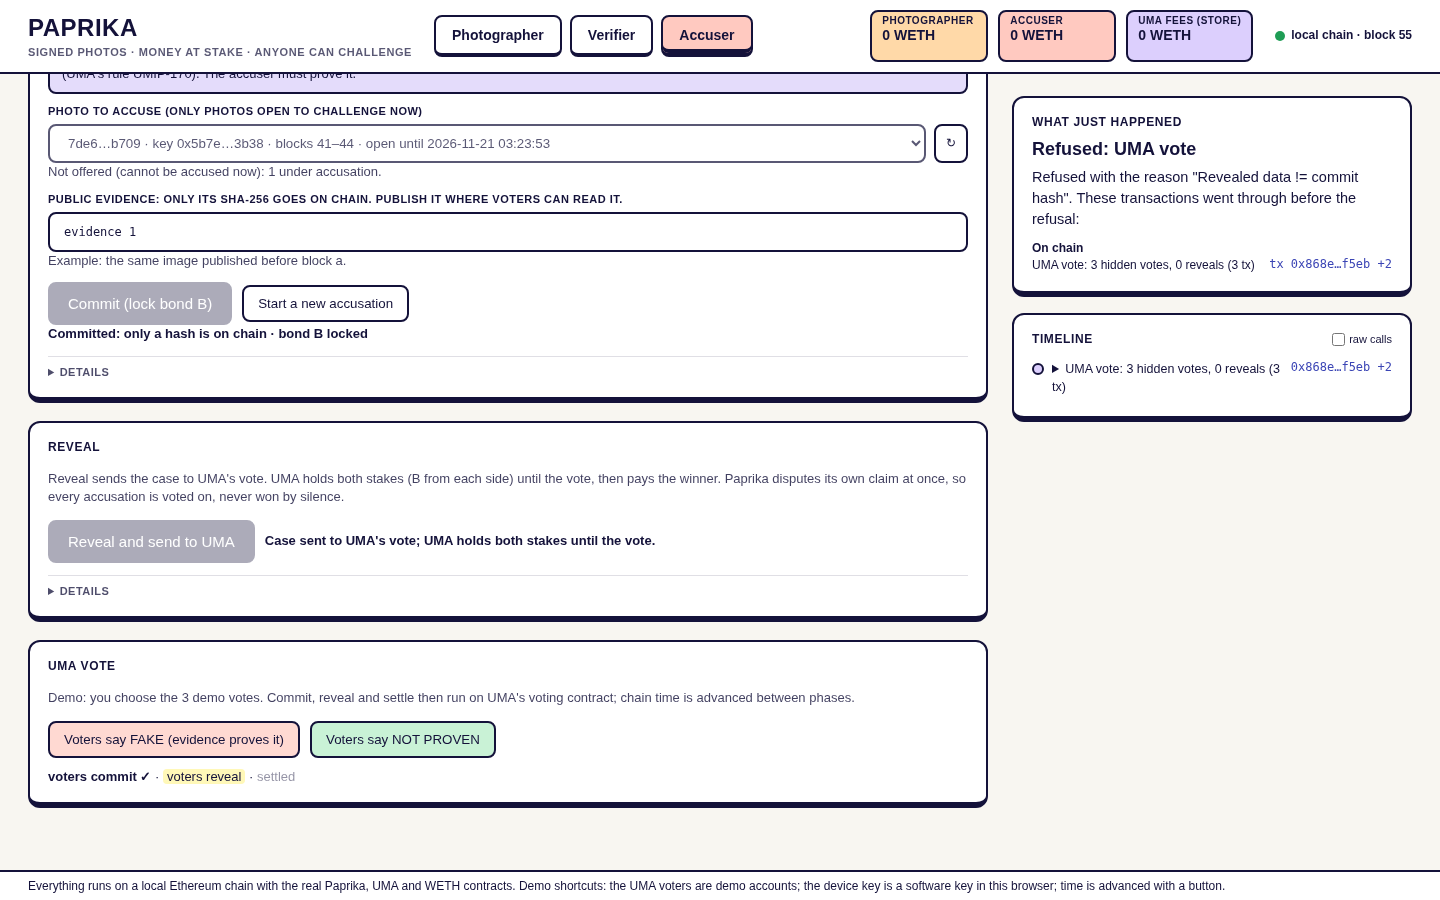 PAPRIKA
SIGNED PHOTOS · MONEY AT STAKE · ANYONE CAN CHALLENGE
Photographer
Verifier
Accuser
PHOTOGRAPHER
0 WETH
ACCUSER
0 WETH
UMA FEES (STORE)
0 WETH
local chain · block 55
(UMA's rule UMIP-170). The accuser must prove it.
PHOTO TO ACCUSE (ONLY PHOTOS OPEN TO CHALLENGE NOW)
7de6…b709 · key 0x5b7e…3b38 · blocks 41–44 · open until 2026-11-21 03:23:53
↻
Not offered (cannot be accused now): 1 under accusation.
PUBLIC EVIDENCE: ONLY ITS SHA-256 GOES ON CHAIN. PUBLISH IT WHERE VOTERS CAN READ IT.
evidence 1
Example: the same image published before block a.
Commit (lock bond B)
Start a new accusation
Committed: only a hash is on chain · bond B locked
DETAILS
REVEAL
Reveal sends the case to UMA's vote. UMA holds both stakes (B from each side) until the vote, then pays the winner. Paprika disputes its own claim at once, so
every accusation is voted on, never won by silence.
Reveal and send to UMA
Case sent to UMA's vote; UMA holds both stakes until the vote.
DETAILS
UMA VOTE
Demo: you choose the 3 demo votes. Commit, reveal and settle then run on UMA's voting contract; chain time is advanced between phases.
Voters say FAKE (evidence proves it)
Voters say NOT PROVEN
voters commit ✓ · voters reveal · settled
WHAT JUST HAPPENED
Refused: UMA vote
Refused with the reason "Revealed data != commit
hash". These transactions went through before the
refusal:
On chain
UMA vote: 3 hidden votes, 0 reveals (3 tx) tx 0x868e…f5eb +2
TIMELINE
raw calls
UMA vote: 3 hidden votes, 0 reveals (3 0x868e…f5eb +2
tx)
Everything runs on a local Ethereum chain with the real Paprika, UMA and WETH contracts. Demo shortcuts: the UMA voters are demo accounts; the device key is a software key in this browser; time is advanced with a button.